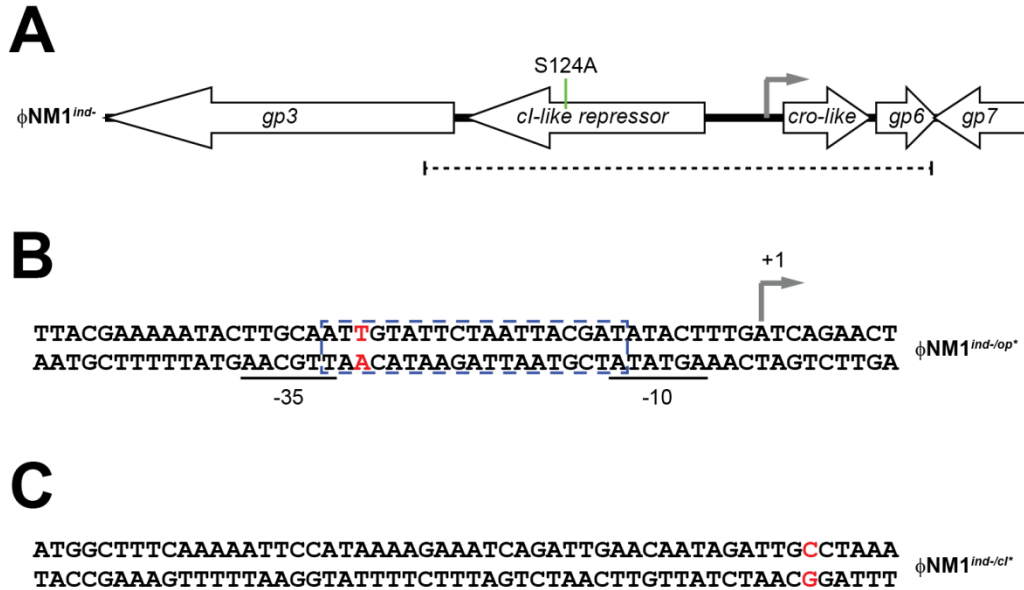 A
S124A
ϕNM1ind- gp3 cI-like repressor cro-like gp6 gp7
B
+1
TTACGAAAAATACTTGCAATTGTATTCTAATTACGATATACTTTGATCAGAACT
AATGCTTTTTATGAACGTTAACATAAGATTAATGCTATATGAAACTAGTCTTGA
ϕNM1ind-/op*
-35 -10
C
ATGGCTTTCAAAAATTCCATAAAAGAAATCAGATTGAACAATAGATTGCCTAAA
TACCGAAAGTTTTTAAGGTATTTTCTTTAGTCTAACTTGTTATCTAACGGATTT
ϕNM1ind-/cI*